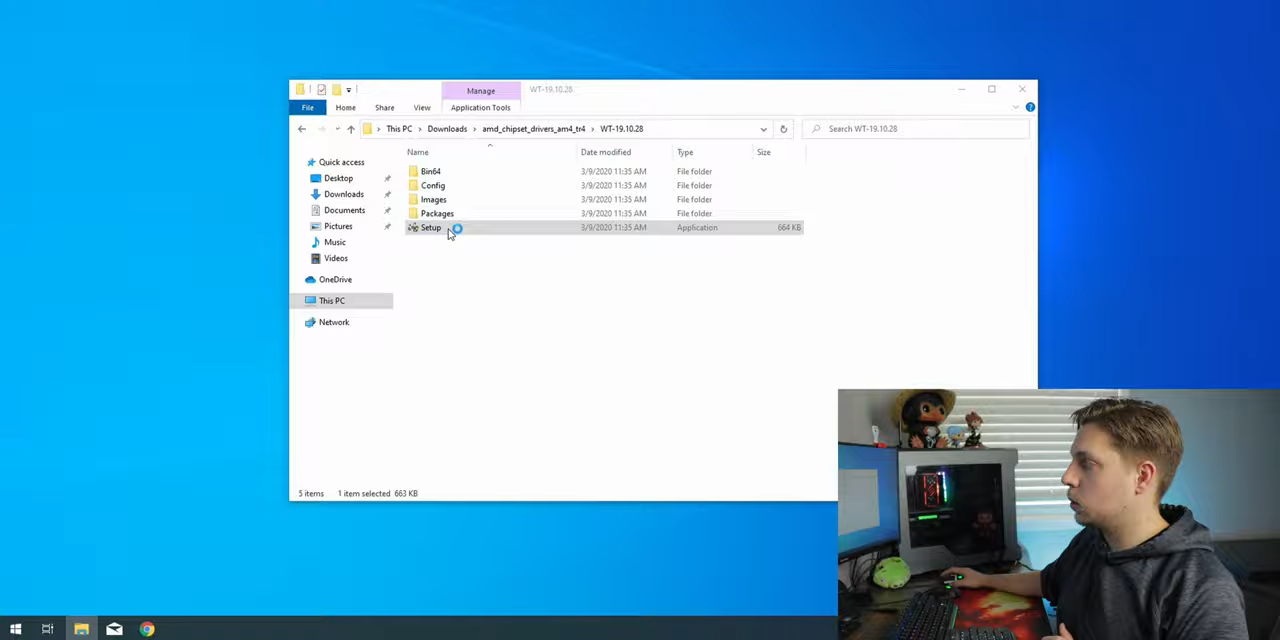 Manage
WT-19.10.28
File
Home
Share
View
Application Tools
This PC
Downloads
amd_chipset_drivers_am4_tr4
WT-19.10.28
Search WT-19.10.28
Name
Date modified
Type
Size
Quick access
Desktop
Downloads
Documents
Pictures
Music
Videos
OneDrive
This PC
Network
Bin64 3/9/2020 11:35 AM File folder
Config 3/9/2020 11:35 AM File folder
Images 3/9/2020 11:35 AM File folder
Packages 3/9/2020 11:35 AM File folder
Setup 3/9/2020 11:35 AM Application 664 KB
5 items
1 item selected 663 KB